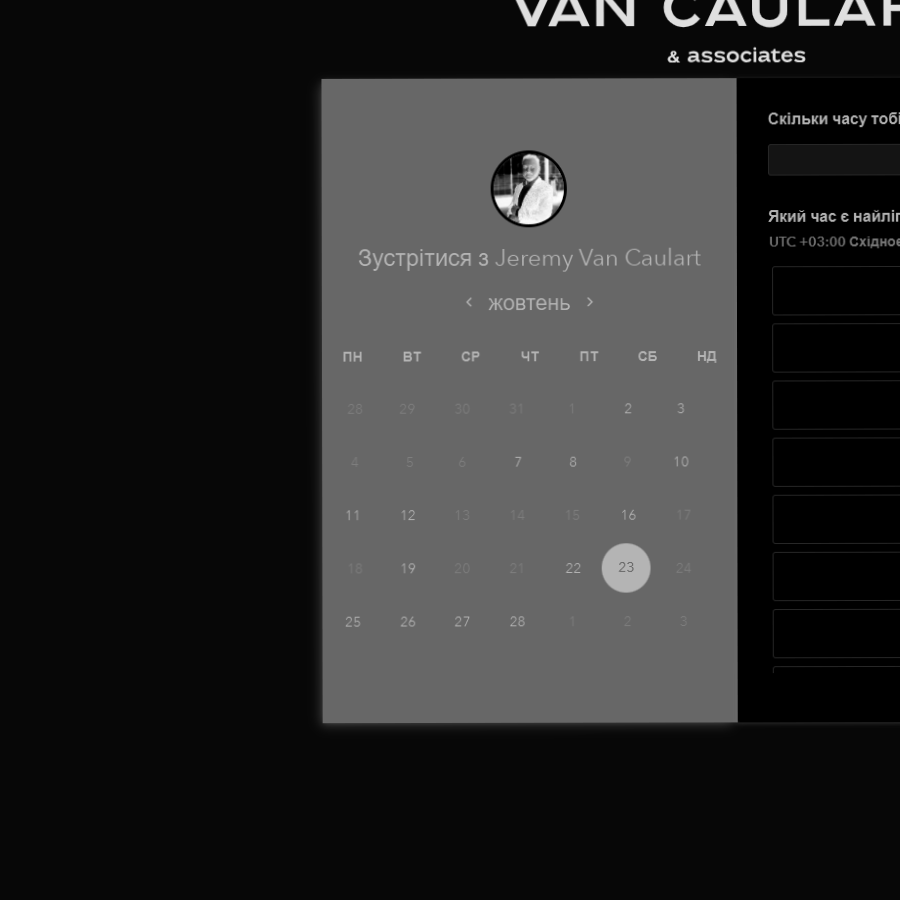 VAN CAULAR
& associates
Скільки часу тобі
Який час є найліп
UTC +03:00 Східноє
Зустрітися з Jeremy Van Caulart
‹ жовтень ›
ПН ВТ СР ЧТ ПТ СБ НД
28 29 30 31 1 2 3
4 5 6 7 8 9 10
11 12 13 14 15 16 17
18 19 20 21 22 23 24
25 26 27 28 1 2 3